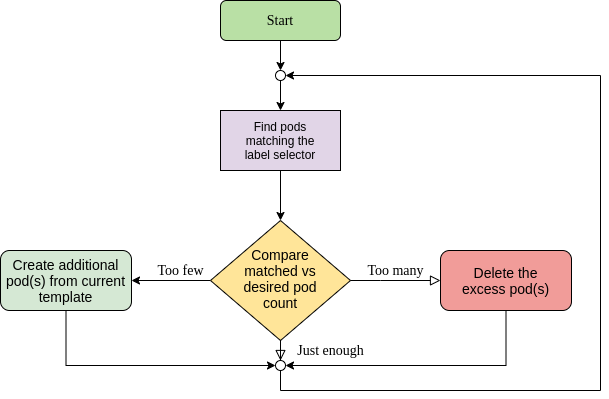 Start
Find pods
matching the
label selector
Compare
matched vs
desired pod
count
Too few
Too many
Create additional
pod(s) from current
template
Delete the
excess pod(s)
Just enough